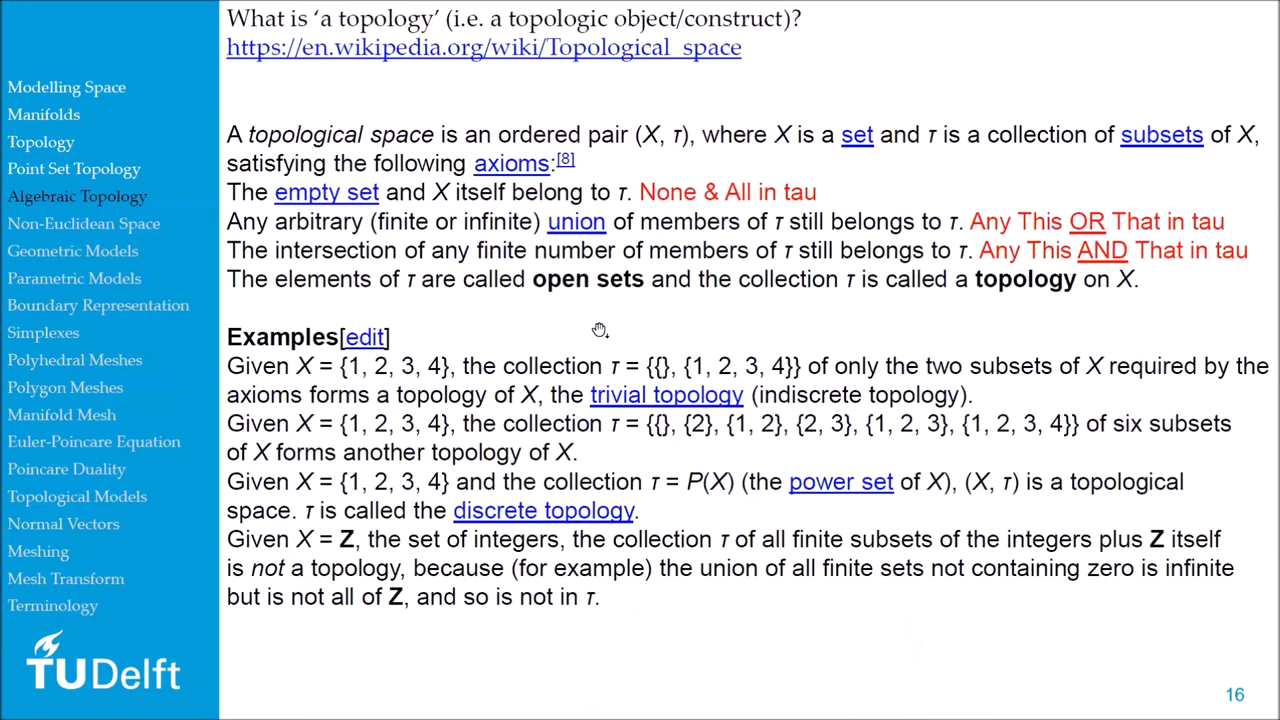 What is ‘a topology’ (i.e. a topologic object/construct)?
https://en.wikipedia.org/wiki/Topological_space
Modelling Space
Manifolds
Topology
Point Set Topology
Algebraic Topology
Non-Euclidean Space
Geometric Models
Parametric Models
Boundary Representation
Simplexes
Polyhedral Meshes
Polygon Meshes
Manifold Mesh
Euler-Poincare Equation
Poincare Duality
Topological Models
Normal Vectors
Meshing
Mesh Transform
Terminology
TUDelft
A topological space is an ordered pair (X, τ), where X is a set and τ is a collection of subsets of X,
satisfying the following axioms:[8]
The empty set and X itself belong to τ. None & All in tau
Any arbitrary (finite or infinite) union of members of τ still belongs to τ. Any This OR That in tau
The intersection of any finite number of members of τ still belongs to τ. Any This AND That in tau
The elements of τ are called open sets and the collection τ is called a topology on X.
Examples[edit]
Given X = {1, 2, 3, 4}, the collection τ = {{}, {1, 2, 3, 4}} of only the two subsets of X required by the
axioms forms a topology of X, the trivial topology (indiscrete topology).
Given X = {1, 2, 3, 4}, the collection τ = {{}, {2}, {1, 2}, {2, 3}, {1, 2, 3}, {1, 2, 3, 4}} of six subsets
of X forms another topology of X.
Given X = {1, 2, 3, 4} and the collection τ = P(X) (the power set of X), (X, τ) is a topological
space. τ is called the discrete topology.
Given X = Z, the set of integers, the collection τ of all finite subsets of the integers plus Z itself
is not a topology, because (for example) the union of all finite sets not containing zero is infinite
but is not all of Z, and so is not in τ.
16